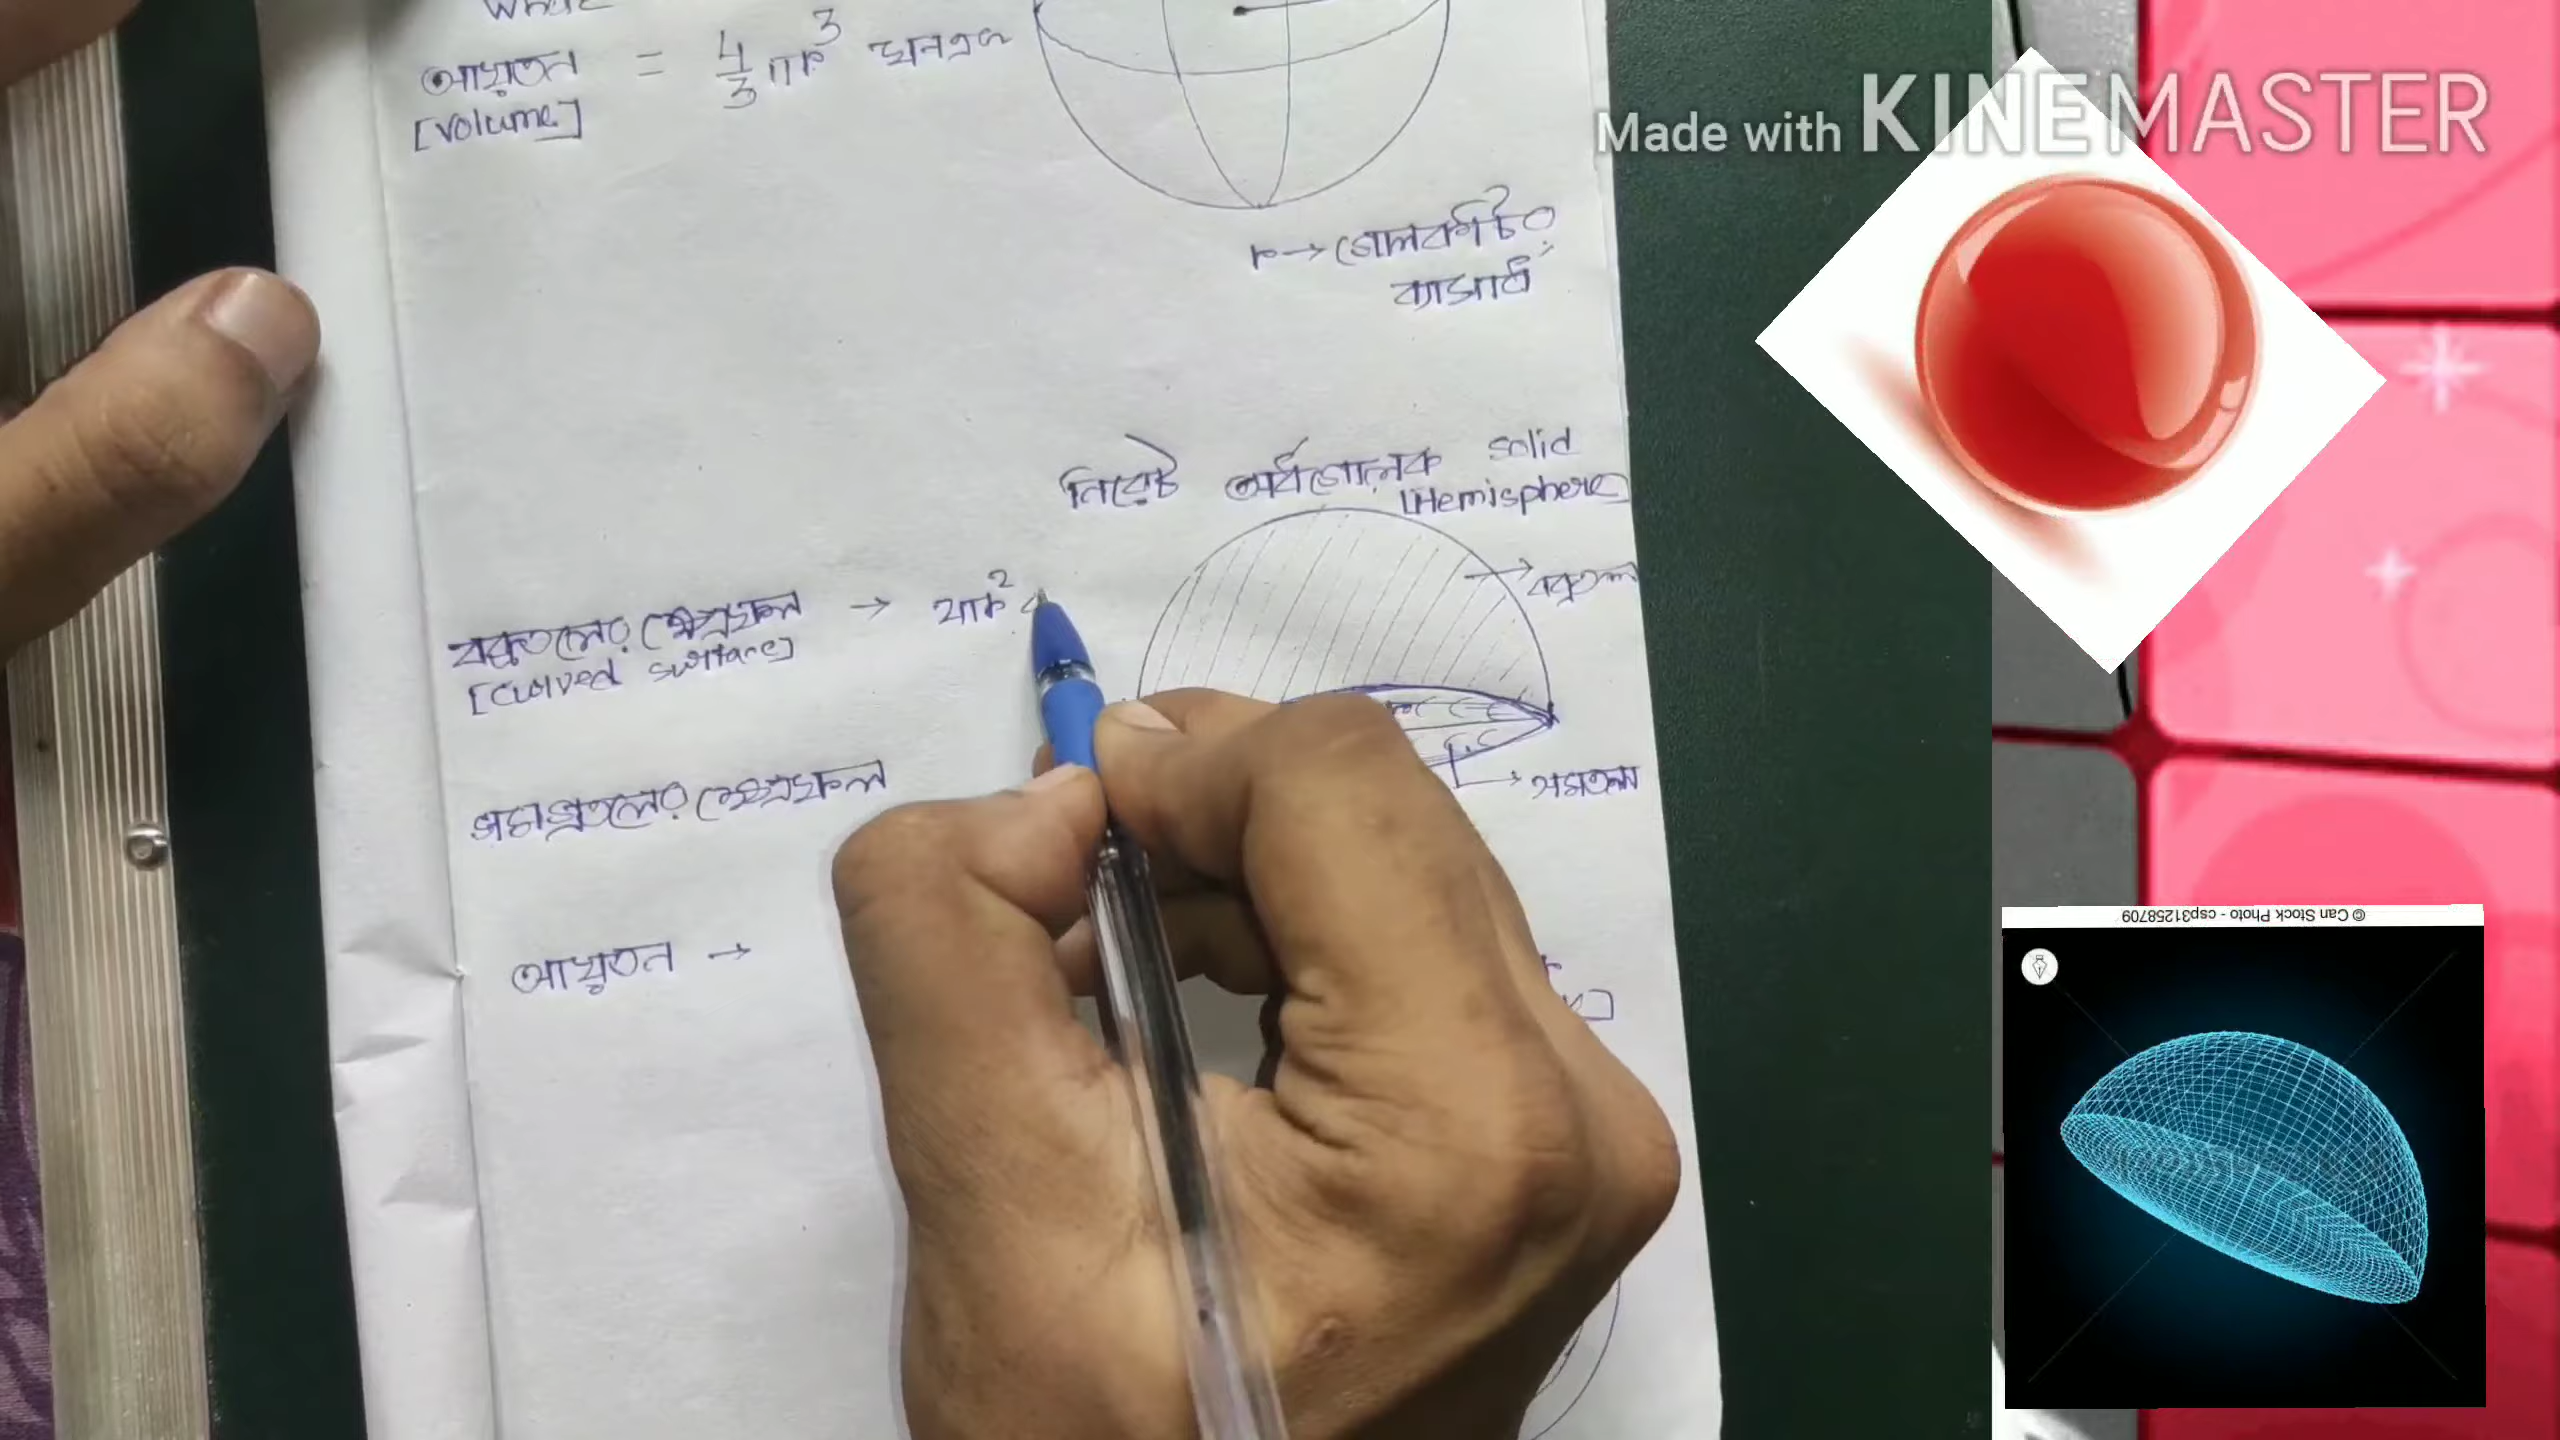 আয়তন = 4/3 πr³ ঘনএকক
[volume]
r → গোলকটির
ব্যাসার্ধ
নিরেট অর্ধগোলক solid
[Hemisphere]
→ বক্রতল
বক্রতলের ক্ষেত্রফল → 2πr²
[curved surface]
→ সমতল
সমগ্রতলের ক্ষেত্রফল
আয়তন →
Made with KINEMASTER
© Can Stock Photo - csp31258709